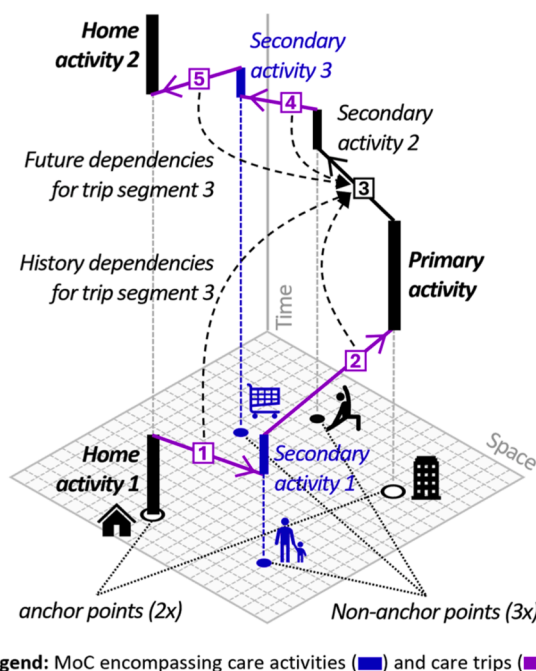 Home
activity 2
Secondary
activity 3
5
4
Secondary
activity 2
Future dependencies
for trip segment 3
3
History dependencies
for trip segment 3
Primary
activity
Time
2
Space
1
Home
activity 1
Secondary
activity 1
anchor points (2x)
Non-anchor points (3x)
egend: MoC encompassing care activities ( ) and care trips (